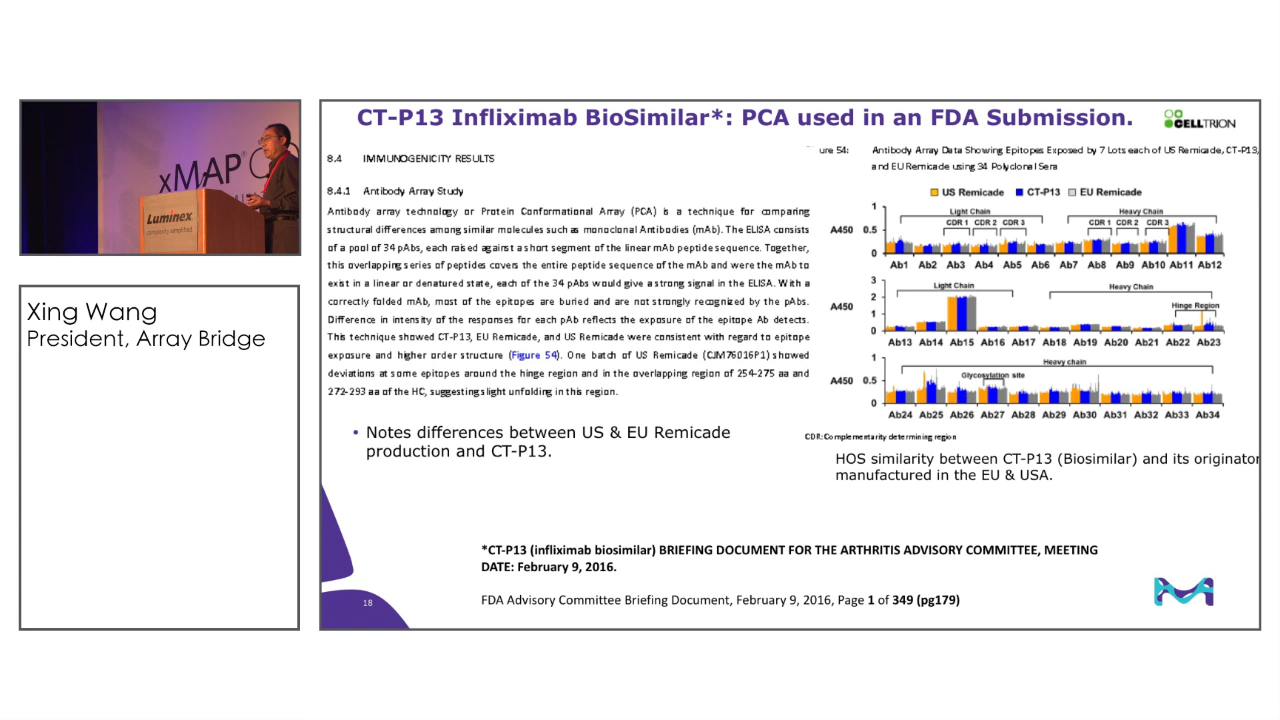 xMAP
Luminex
complexity simplified.
Xing Wang
President, Array Bridge
CT-P13 Infliximab BioSimilar*: PCA used in an FDA Submission.
CELLTRION
8.4 IMMUNOGENICITY RESULTS
8.4.1 Antibody Array Study
Antibody array technology or Protein Conformational Array (PCA) is a technique for comparing
structural differences among similar molecules such as monoclonal Antibodies (mAb). The ELISA consists
of a pool of 34 pAbs, each raised against a short segment of the linear mAb peptide sequence. Together,
this overlapping series of peptides covers the entire peptide sequence of the mAb and were the mAb to
exist in a linear or denatured state, each of the 34 pAbs would give a strong signal in the ELISA. With a
correctly folded mAb, most of the epitopes are buried and are not strongly recognized by the pAbs.
Difference in intensity of the responses for each pAb reflects the exposure of the epitope Ab detects.
This technique showed CT-P13, EU Remicade, and US Remicade were consistent with regard to epitope
exposure and higher order structure (Figure 54). One batch of US Remicade (CJM76016P1) showed
deviations at some epitopes around the hinge region and in the overlapping region of 254-275 aa and
272-293 aa of the HC, suggesting slight unfolding in this region.
• Notes differences between US & EU Remicade
production and CT-P13.
ure 54: Antibody Array Data Showing Epitopes Exposed by 7 Lots each of US Remicade, CT-P13,
and EU Remicade using 34 Polyclonal Sera
US Remicade CT-P13 EU Remicade
Light Chain Heavy Chain
CDR 1 CDR 2 CDR 3 CDR 1 CDR 2 CDR 3
A450
1
0.5
0
Ab1 Ab2 Ab3 Ab4 Ab5 Ab6 Ab7 Ab8 Ab9 Ab10 Ab11 Ab12
Light Chain Heavy Chain
Hinge Region
A450
3
2
1
0
Ab13 Ab14 Ab15 Ab16 Ab17 Ab18 Ab19 Ab20 Ab21 Ab22 Ab23
Heavy chain
Glycosylation site
A450
1
0.5
0
Ab24 Ab25 Ab26 Ab27 Ab28 Ab29 Ab30 Ab31 Ab32 Ab33 Ab34
CDR: Complementarity determining region
HOS similarity between CT-P13 (Biosimilar) and its originator
manufactured in the EU & USA.
*CT-P13 (infliximab biosimilar) BRIEFING DOCUMENT FOR THE ARTHRITIS ADVISORY COMMITTEE, MEETING
DATE: February 9, 2016.
FDA Advisory Committee Briefing Document, February 9, 2016, Page 1 of 349 (pg179)
18